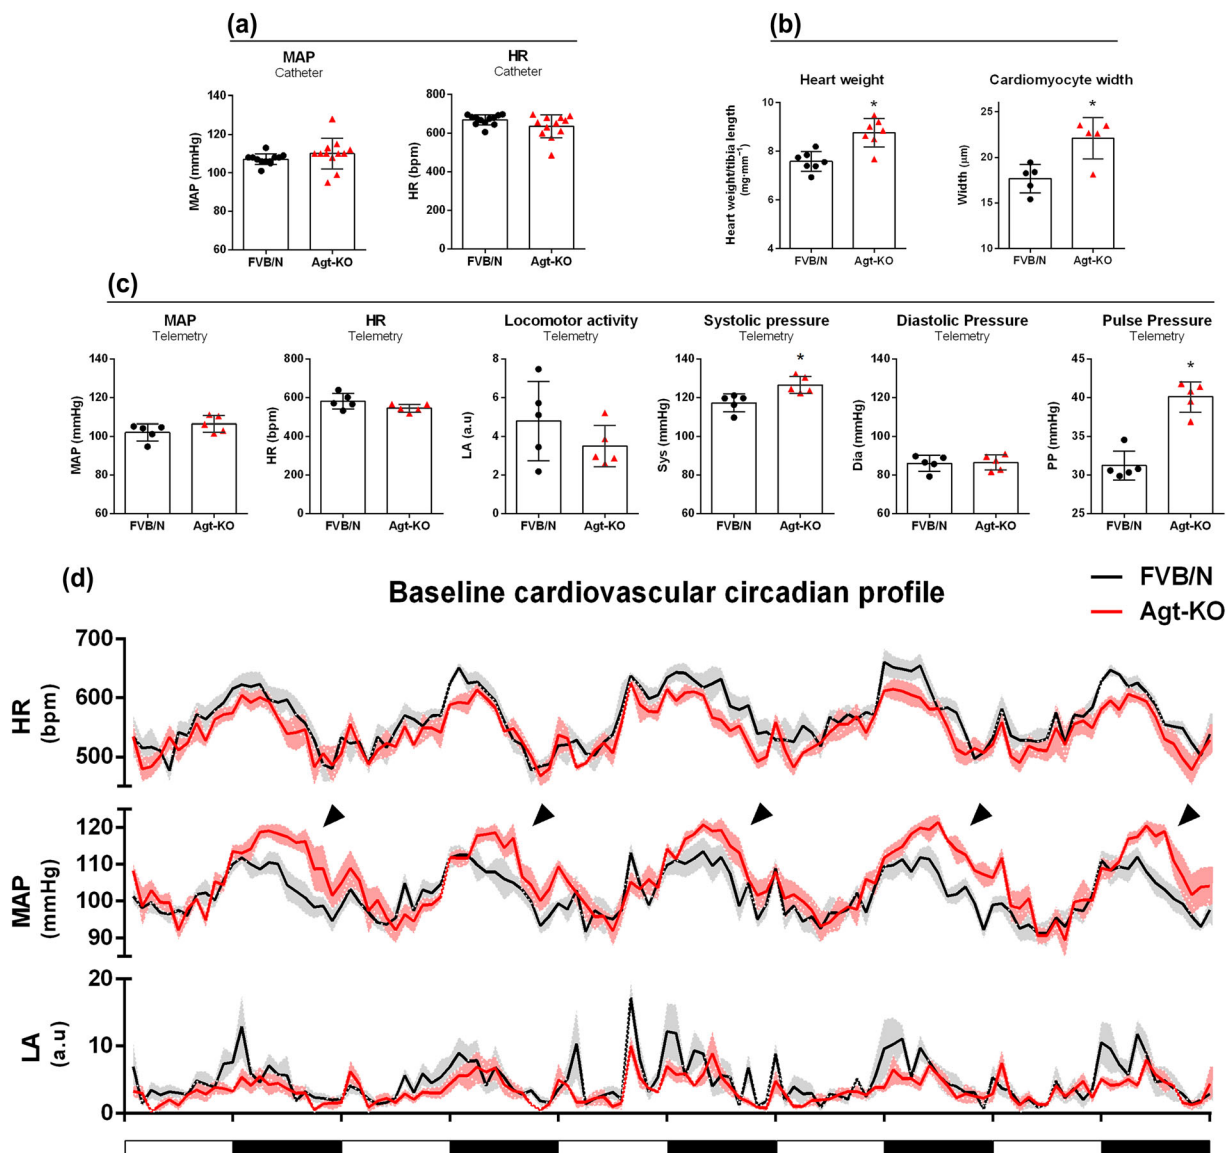 (a)
MAP
Catheter
MAP (mmHg)
140
120
100
80
60
FVB/N Agt-KO
HR
Catheter
HR (bpm)
800
600
400
200
0
FVB/N Agt-KO
(b)
Heart weight
Heart weight/tibia length
(mg·mm⁻¹)
10
8
6
4
*
FVB/N Agt-KO
Cardiomyocyte width
Width (µm)
25
20
15
10
*
FVB/N Agt-KO
(c)
MAP
Telemetry
MAP (mmHg)
140
120
100
80
60
FVB/N Agt-KO
HR
Telemetry
HR (bpm)
800
600
400
200
0
FVB/N Agt-KO
Locomotor activity
Telemetry
LA (a.u)
8
6
4
2
0
FVB/N Agt-KO
Systolic pressure
Telemetry
Sys (mmHg)
140
120
100
80
60
*
FVB/N Agt-KO
Diastolic Pressure
Telemetry
Dia (mmHg)
140
120
100
80
60
FVB/N Agt-KO
Pulse Pressure
Telemetry
PP (mmHg)
45
40
35
30
25
*
FVB/N Agt-KO
(d)
Baseline cardiovascular circadian profile
FVB/N
Agt-KO
HR
(bpm)
700
600
500
MAP
(mmHg)
120
110
100
90
LA
(a.u)
20
10
0